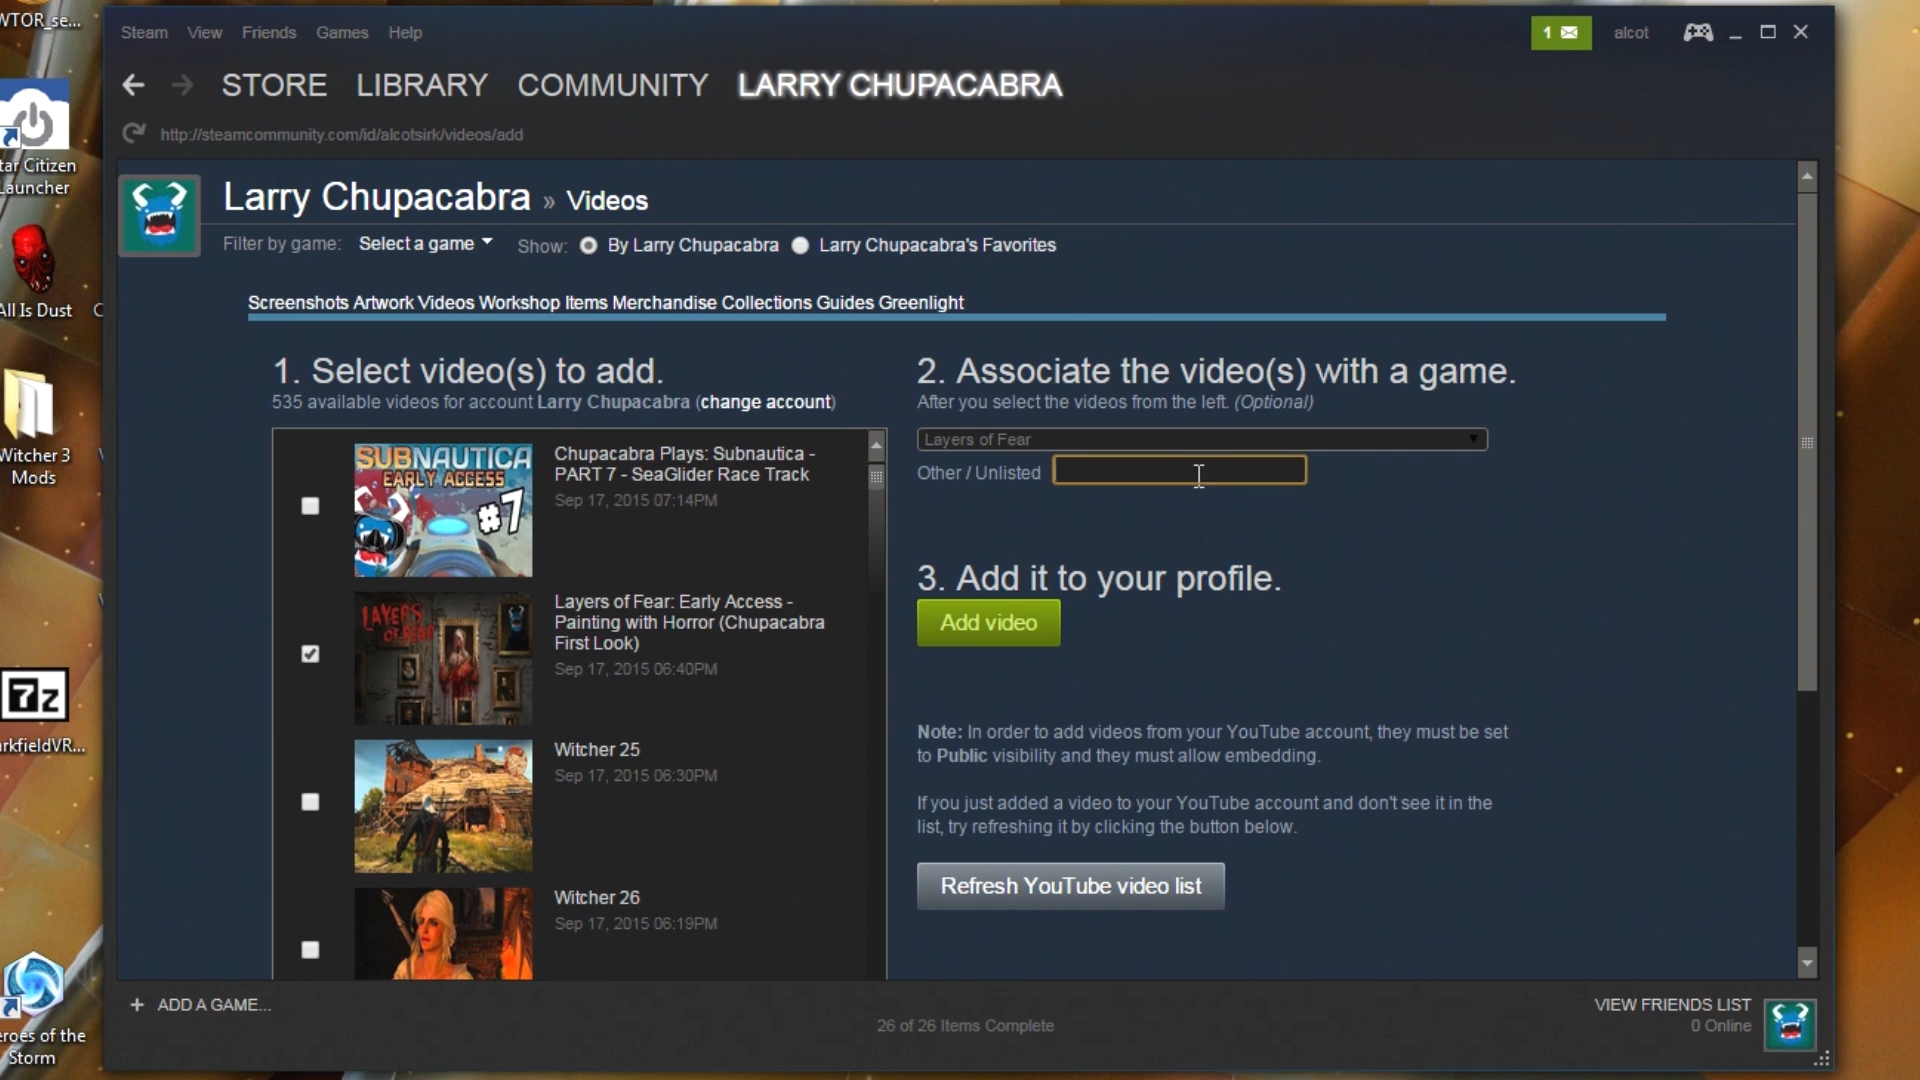 WTOR_se...
Steam View Friends Games Help
1
alcot
STORE LIBRARY COMMUNITY LARRY CHUPACABRA
http://steamcommunity.com/id/alcotsirk/videos/add
tar Citizen
Launcher
Larry Chupacabra » Videos
Filter by game: Select a game Show: By Larry Chupacabra Larry Chupacabra's Favorites
All Is Dust
Screenshots Artwork Videos Workshop Items Merchandise Collections Guides Greenlight
1. Select video(s) to add.
535 available videos for account Larry Chupacabra (change account)
2. Associate the video(s) with a game.
After you select the videos from the left. (Optional)
Layers of Fear
Other / Unlisted
SUBNAUTICA
EARLY ACCESS
#7
Chupacabra Plays: Subnautica -
PART 7 - SeaGlider Race Track
Sep 17, 2015 07:14PM
Witcher 3
Mods
LAYERS
OF FEAR
Layers of Fear: Early Access -
Painting with Horror (Chupacabra
First Look)
Sep 17, 2015 06:40PM
3. Add it to your profile.
Add video
7z
arkfieldVR...
Witcher 25
Sep 17, 2015 06:30PM
Note: In order to add videos from your YouTube account, they must be set
to Public visibility and they must allow embedding.
If you just added a video to your YouTube account and don't see it in the
list, try refreshing it by clicking the button below.
Refresh YouTube video list
Witcher 26
Sep 17, 2015 06:19PM
eroes of the
Storm
+ ADD A GAME...
26 of 26 Items Complete
VIEW FRIENDS LIST
0 Online